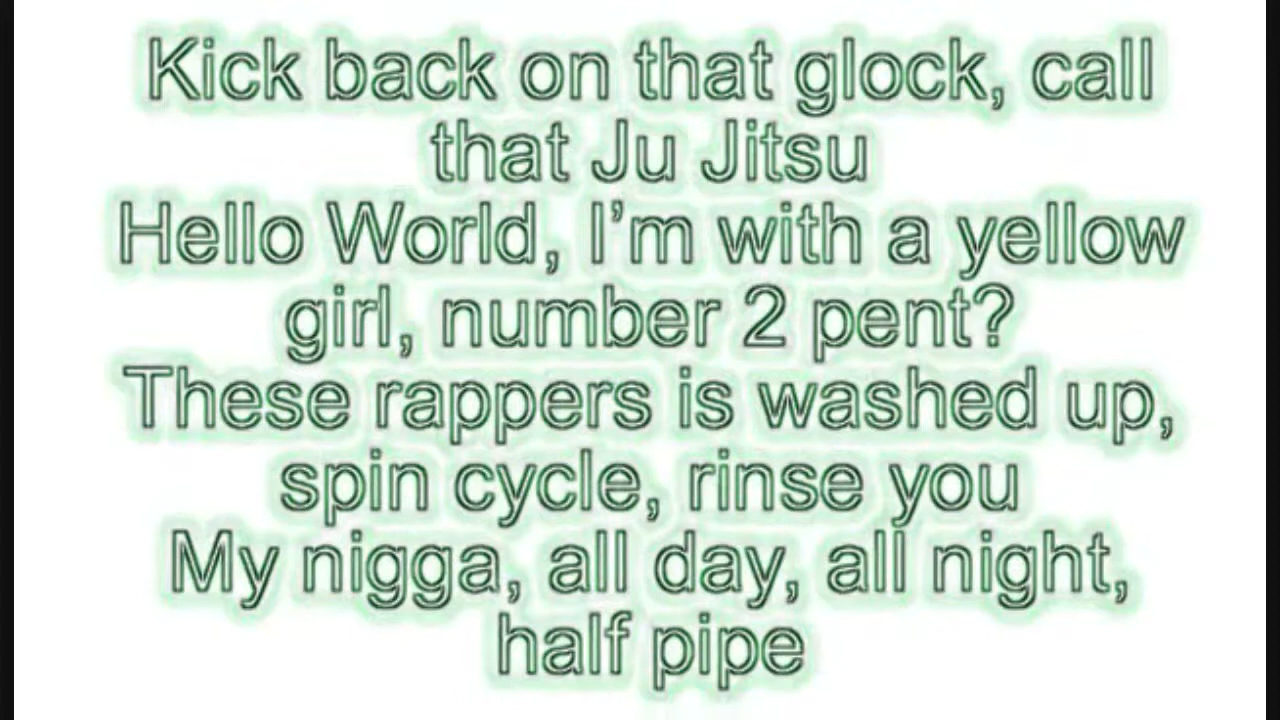 Kick back on that glock, call
that Ju Jitsu
Hello World, I’m with a yellow
girl, number 2 pent?
These rappers is washed up,
spin cycle, rinse you
My nigga, all day, all night,
half pipe